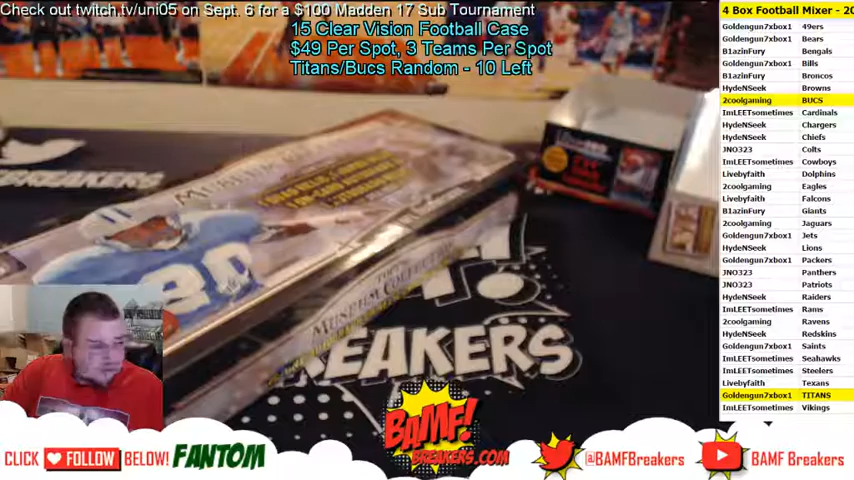 Check out twitch.tv/uni05 on Sept. 6 for a $100 Madden 17 Sub Tournament
15 Clear Vision Football Case
$49 Per Spot, 3 Teams Per Spot
Titans/Bucs Random - 10 Left
4 Box Football Mixer - 20
Goldengun7xbox1 49ers
Goldengun7xbox1 Bears
B1azinFury Bengals
Goldengun7xbox1 Bills
B1azinFury Broncos
HydeNSeek Browns
2coolgaming BUCS
ImLEETsometimes Cardinals
HydeNSeek Chargers
HydeNSeek Chiefs
JNO323 Colts
ImLEETsometimes Cowboys
Livebyfaith Dolphins
2coolgaming Eagles
Livebyfaith Falcons
B1azinFury Giants
2coolgaming Jaguars
Goldengun7xbox1 Jets
HydeNSeek Lions
Goldengun7xbox1 Packers
JNO323 Panthers
JNO323 Patriots
HydeNSeek Raiders
ImLEETsometimes Rams
2coolgaming Ravens
HydeNSeek Redskins
Goldengun7xbox1 Saints
ImLEETsometimes Seahawks
ImLEETsometimes Steelers
Livebyfaith Texans
Goldengun7xbox1 TITANS
ImLEETsometimes Vikings
BREAKERS
MUSEUM
MUSEUM COLLECTION
20
REAKERS
CLICK FOLLOW BELOW! FANTOM
BAMF!
BREAKERS.COM
@BAMFBreakers
BAMF Breakers